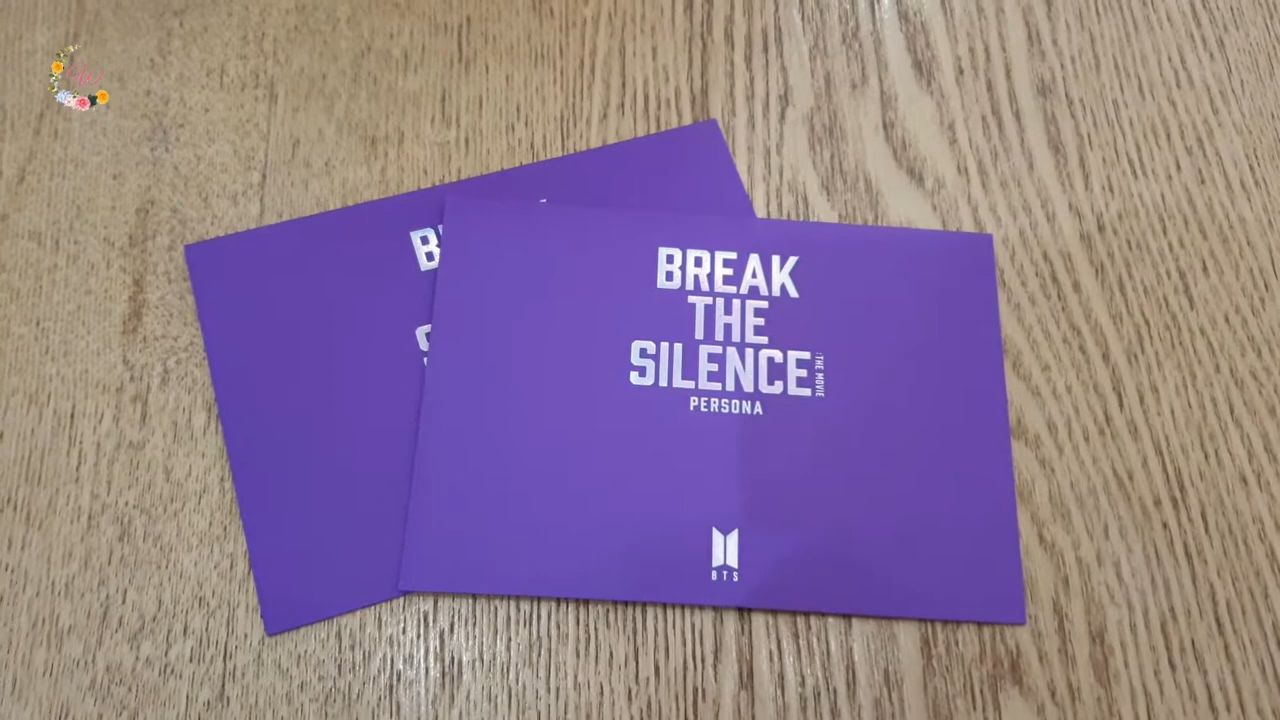 BREAK
THE
SILENCE
:THE MOVIE
PERSONA
BTS